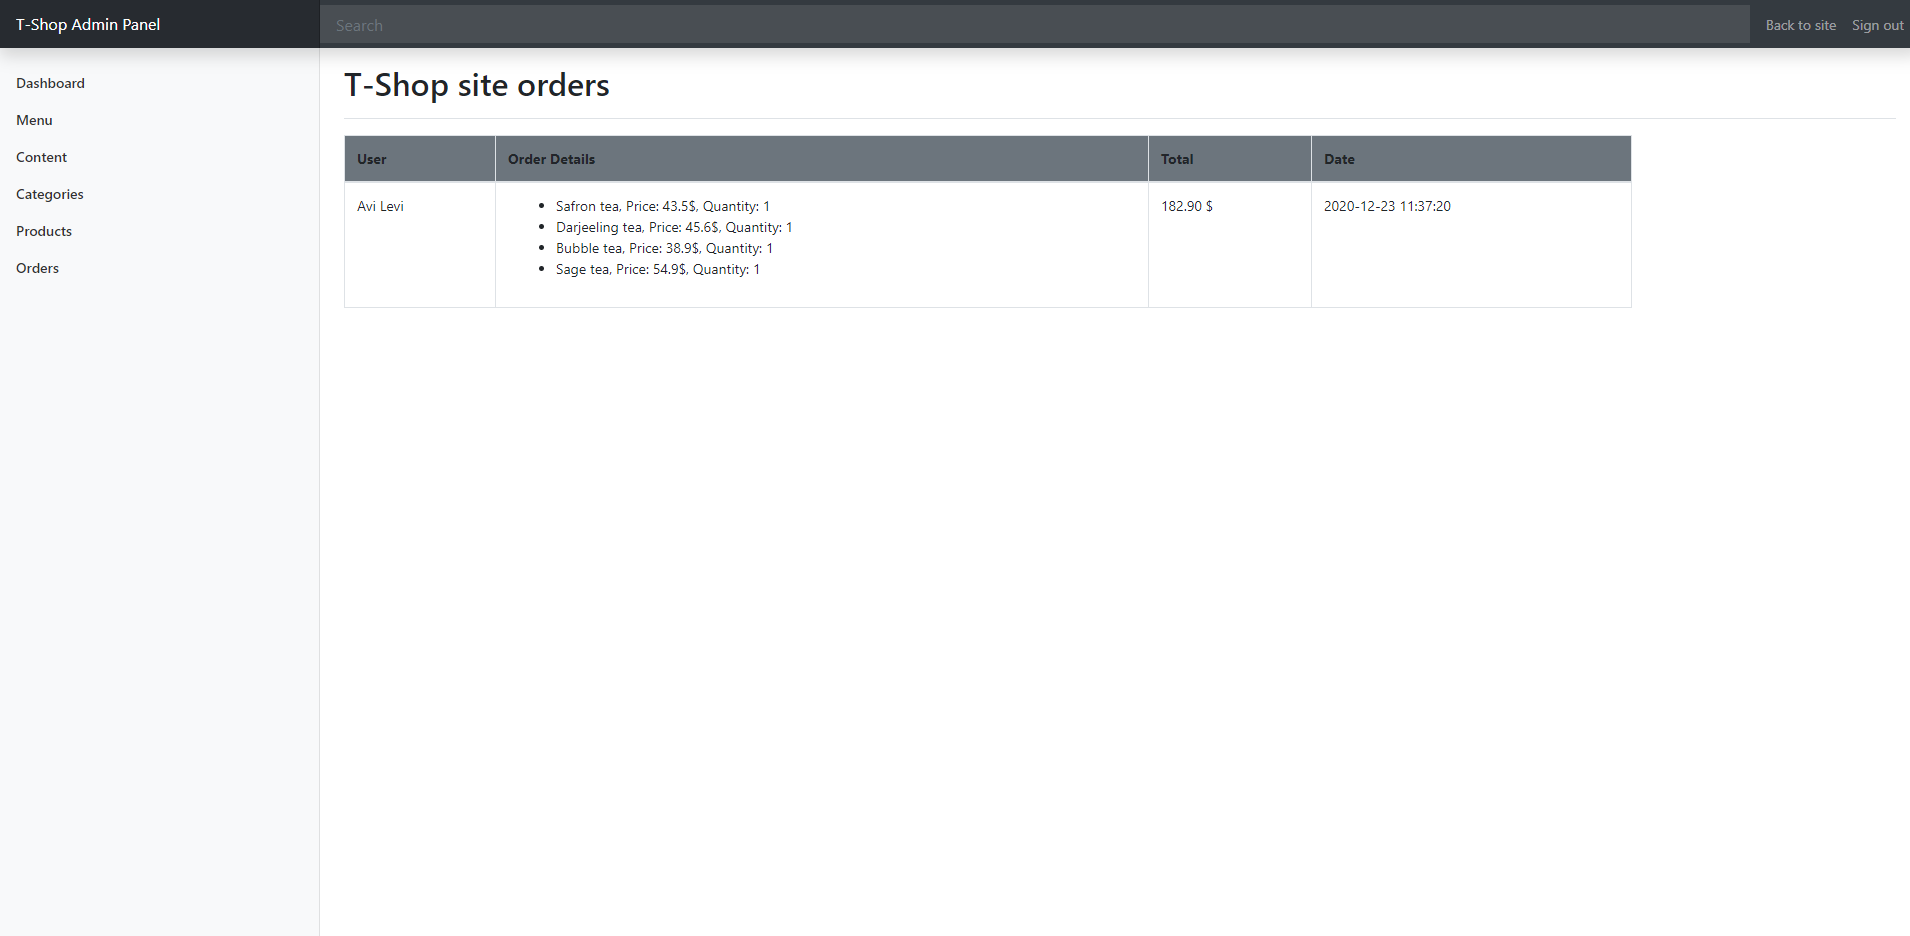 T-Shop Admin Panel
Search
Back to site
Sign out
Dashboard
Menu
Content
Categories
Products
Orders
T-Shop site orders
User
Order Details
Total
Date
Avi Levi
Safron tea, Price: 43.5$, Quantity: 1
Darjeeling tea, Price: 45.6$, Quantity: 1
Bubble tea, Price: 38.9$, Quantity: 1
Sage tea, Price: 54.9$, Quantity: 1
182.90 $
2020-12-23 11:37:20